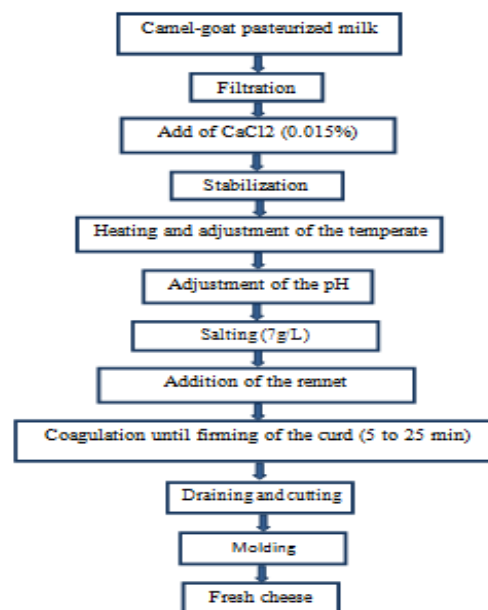 Camel-goat pasteurized milk
Filtration
Add of CaCl2 (0.015%)
Stabilization
Heating and adjustment of the temperate
Adjustment of the pH
Salting (7g/L)
Addition of the rennet
Coagulation until firming of the curd (5 to 25 min)
Draining and cutting
Molding
Fresh cheese